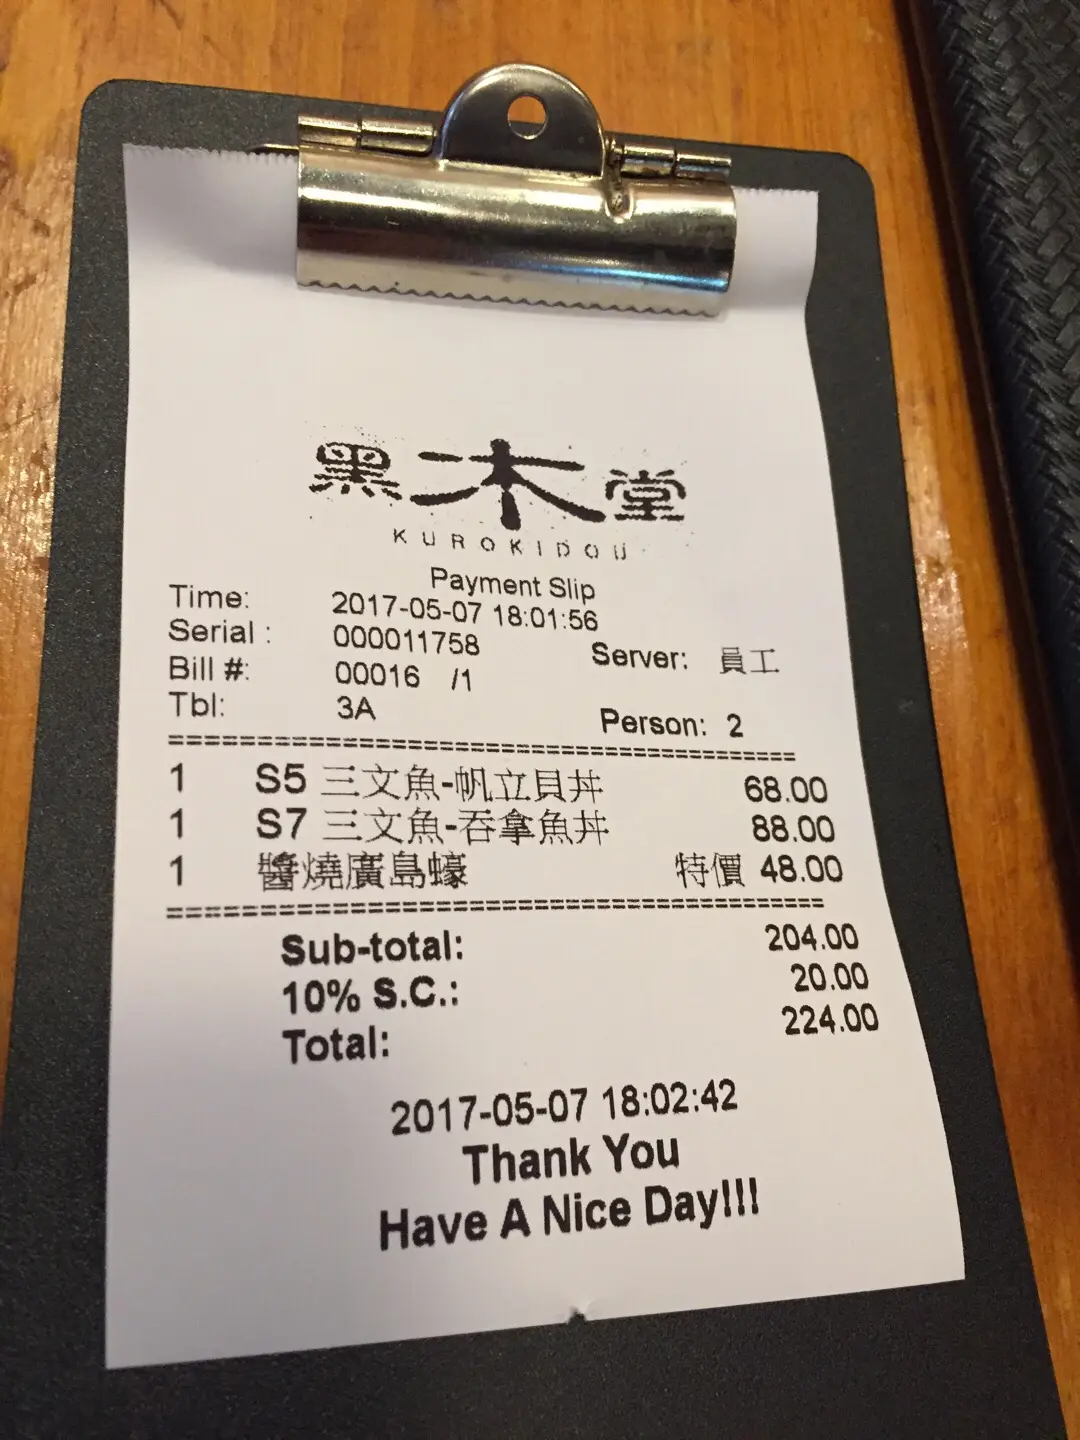 黑木堂
KUROKIDOU
Payment Slip
Time: 2017-05-07 18:01:56
Serial : 000011758 Server: 員工
Bill #: 00016 /1
Tbl: 3A Person: 2
==========================================
1 S5 三文魚-帆立貝丼 68.00
1 S7 三文魚-吞拿魚丼 88.00
1 醬燒廣島蠔 特價 48.00
==========================================
Sub-total: 204.00
10% S.C.: 20.00
Total: 224.00
2017-05-07 18:02:42
Thank You
Have A Nice Day!!!